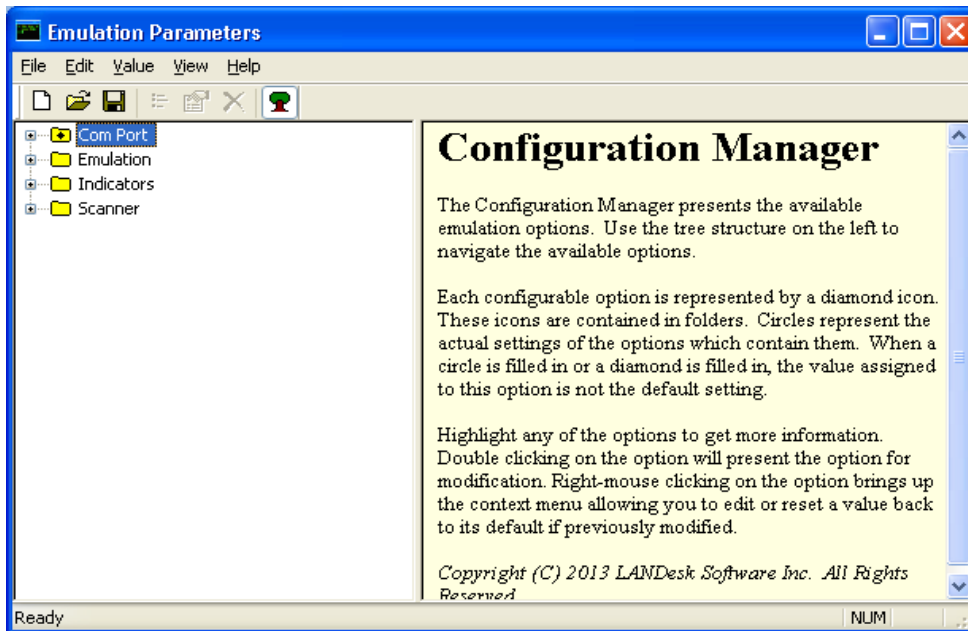 Emulation Parameters
File Edit Value View Help
Com Port
Emulation
Indicators
Scanner
Configuration Manager
The Configuration Manager presents the available
emulation options. Use the tree structure on the left to
navigate the available options.
Each configurable option is represented by a diamond icon.
These icons are contained in folders. Circles represent the
actual settings of the options which contain them. When a
circle is filled in or a diamond is filled in, the value assigned
to this option is not the default setting.
Highlight any of the options to get more information.
Double clicking on the option will present the option for
modification. Right-mouse clicking on the option brings up
the context menu allowing you to edit or reset a value back
to its default if previously modified.
Copyright (C) 2013 LANDesk Software Inc. All Rights
Reserved
Ready NUM